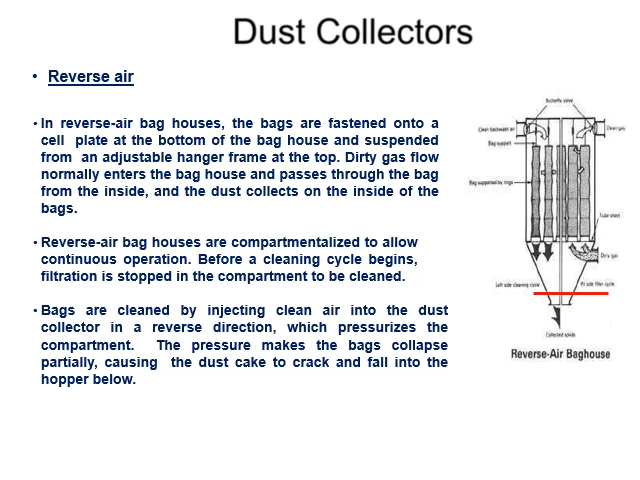 Dust Collectors
• Reverse air
• In reverse-air bag houses, the bags are fastened onto a
cell plate at the bottom of the bag house and suspended
from an adjustable hanger frame at the top. Dirty gas flow
normally enters the bag house and passes through the bag
from the inside, and the dust collects on the inside of the
bags.
• Reverse-air bag houses are compartmentalized to allow
continuous operation. Before a cleaning cycle begins,
filtration is stopped in the compartment to be cleaned.
• Bags are cleaned by injecting clean air into the dust
collector in a reverse direction, which pressurizes the
compartment. The pressure makes the bags collapse
partially, causing the dust cake to crack and fall into the
hopper below.
Butterfly valve
Clean backwash air
Clean gas
Bag support
Bag supported by rings
Tube sheet
Dirty gas
Left side cleaning cycle
side filter cycle
Collected solids
Reverse-Air Baghouse